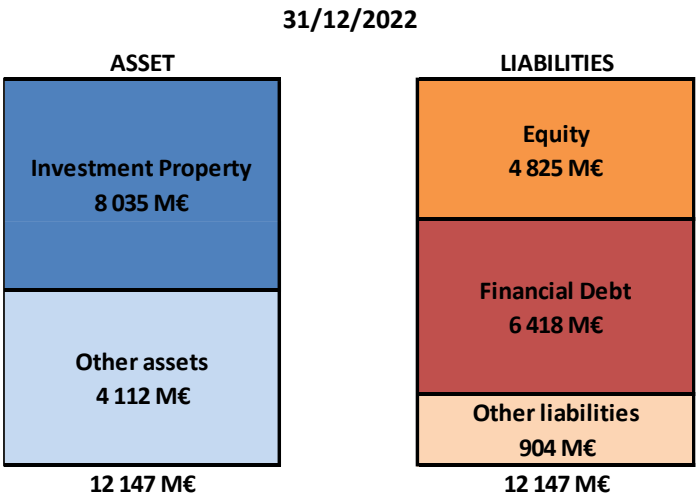 31/12/2022
ASSET
Investment Property
8 035 M€
Other assets
4 112 M€
12 147 M€
LIABILITIES
Equity
4 825 M€
Financial Debt
6 418 M€
Other liabilities
904 M€
12 147 M€